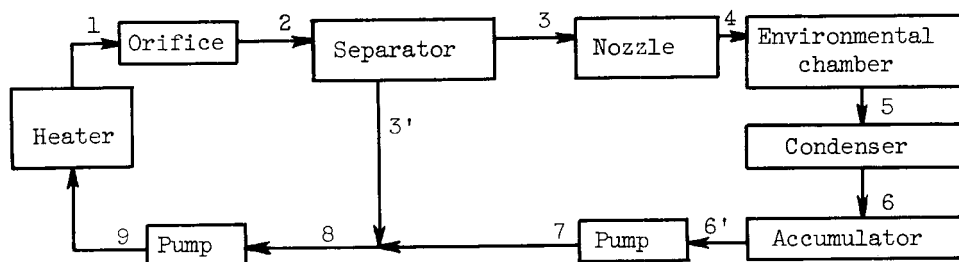 1
Orifice
2
Separator
3
Nozzle
4
Environmental
chamber
Heater
3'
5
Condenser
6
9
Pump
8
7
Pump
6'
Accumulator